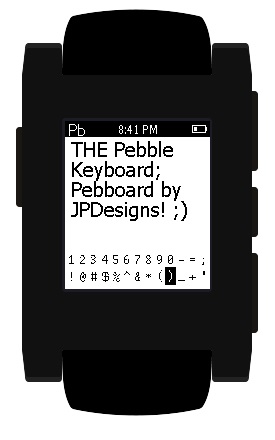 Pb 8:41 PM
THE Pebble
Keyboard;
Pebboard by
JPDesigns! ;)
1 2 3 4 5 6 7 8 9 0 - = ;
! @ # $ % ^ & * ( ) _ + '